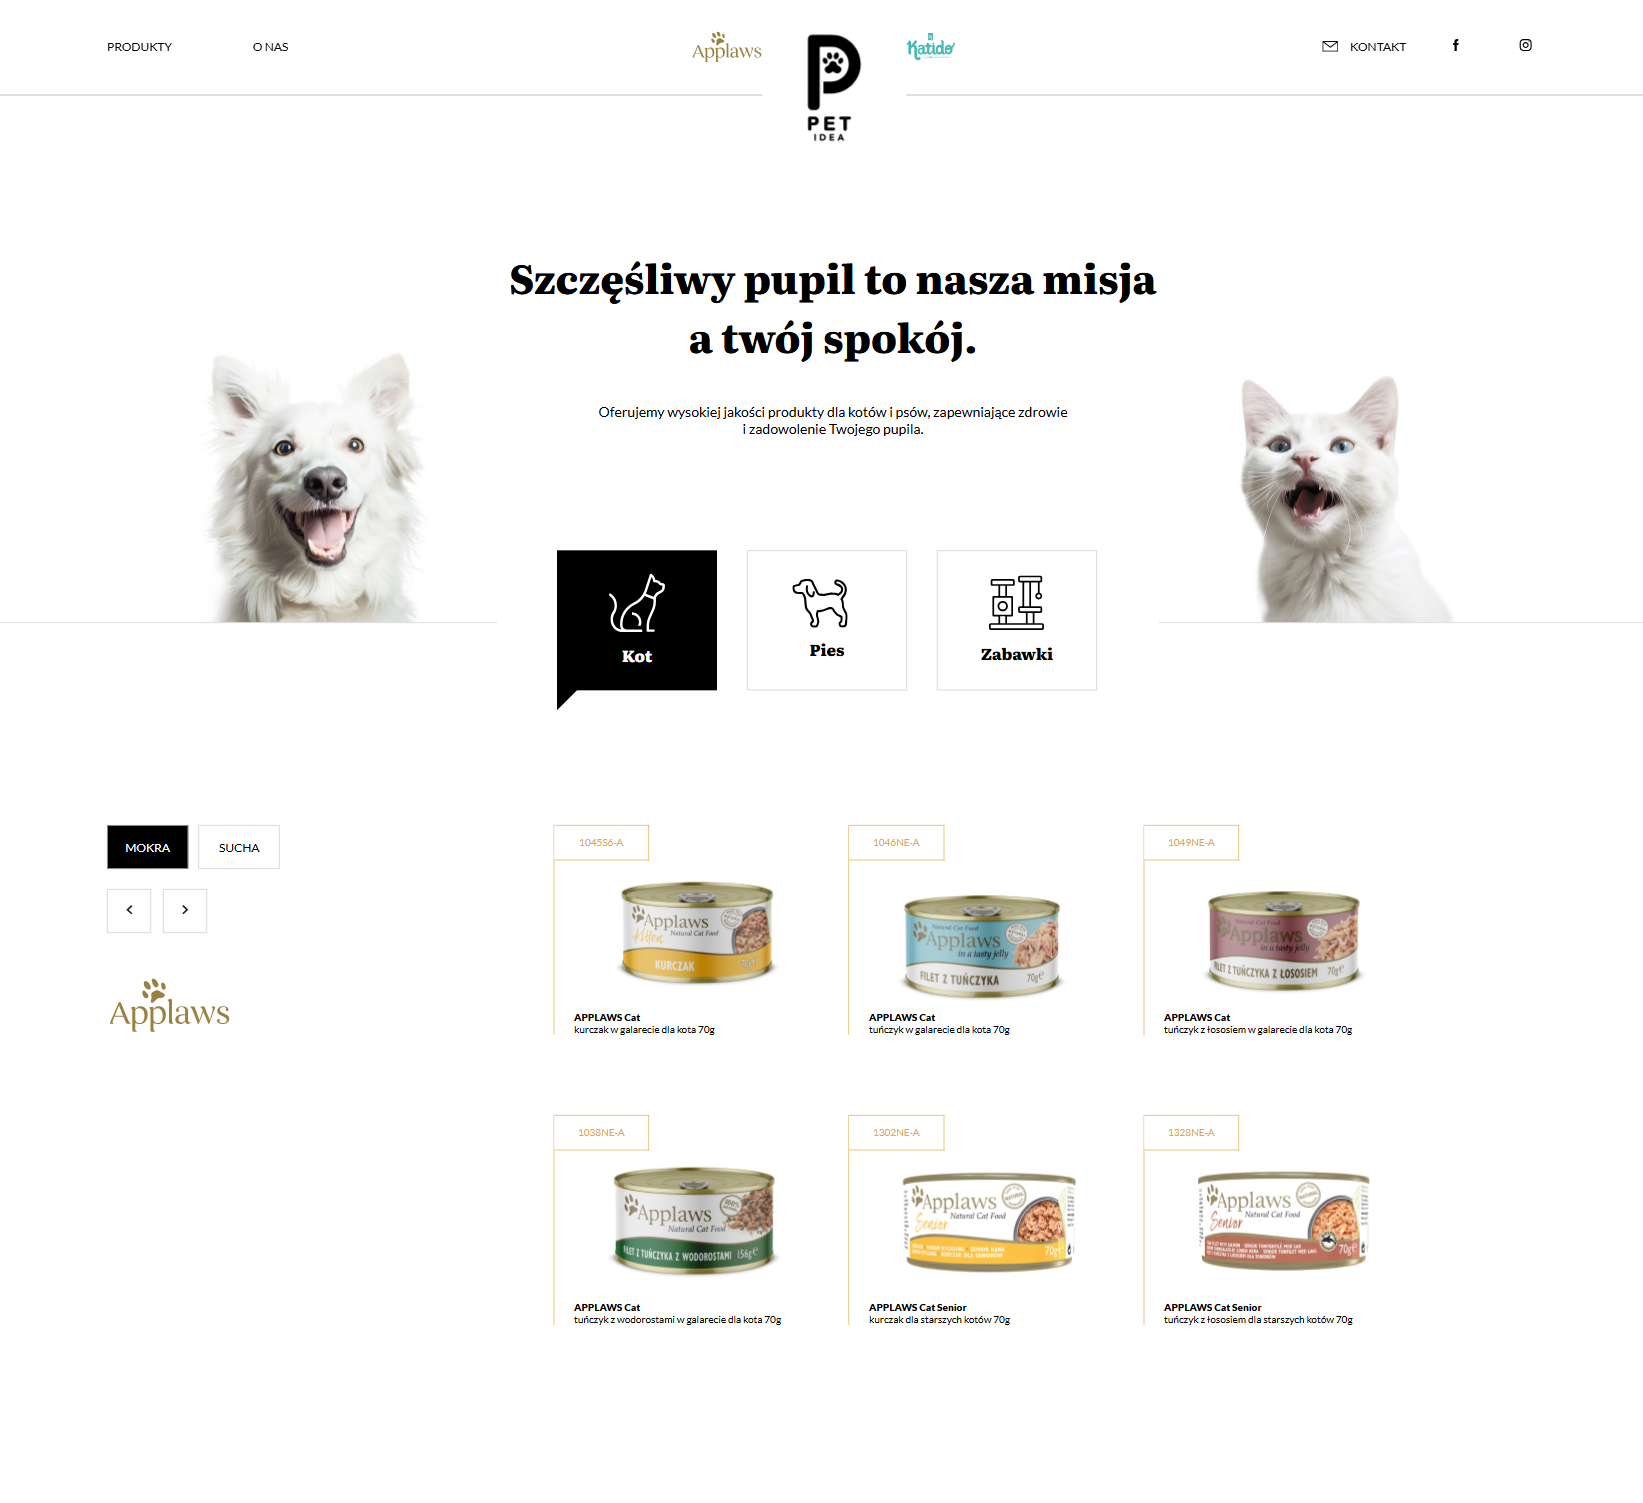 PRODUKTY
O NAS
Applaws
PET
IDEA
Katido
KONTAKT
Szczęśliwy pupil to nasza misja
a twój spokój.
Oferujemy wysokiej jakości produkty dla kotów i psów, zapewniające zdrowie
i zadowolenie Twojego pupila.
Kot
Pies
Zabawki
MOKRA
SUCHA
Applaws
1045S6-A
Applaws
Natural Cat Food
Kitten
KURCZAK
70g℮
APPLAWS Cat
kurczak w galarecie dla kota 70g
1046NE-A
Natural Cat Food
Applaws
in a tasty jelly
FILET Z TUŃCZYKA
70g℮
APPLAWS Cat
tuńczyk w galarecie dla kota 70g
1049NE-A
Natural Cat Food
Applaws
in a tasty jelly
FILET Z TUŃCZYKA Z ŁOSOSIEM
70g℮
APPLAWS Cat
tuńczyk z łososiem w galarecie dla kota 70g
1038NE-A
Applaws
Natural Cat Food
100%
FILET Z TUŃCZYKA Z WODOROSTAMI
156g℮
APPLAWS Cat
tuńczyk z wodorostami w galarecie dla kota 70g
1302NE-A
Applaws
NATURAL
Natural Cat Food
Senior
70g℮
APPLAWS Cat Senior
kurczak dla starszych kotów 70g
1328NE-A
Applaws
NATURAL
Natural Cat Food
Senior
70g℮
APPLAWS Cat Senior
tuńczyk z łososiem dla starszych kotów 70g